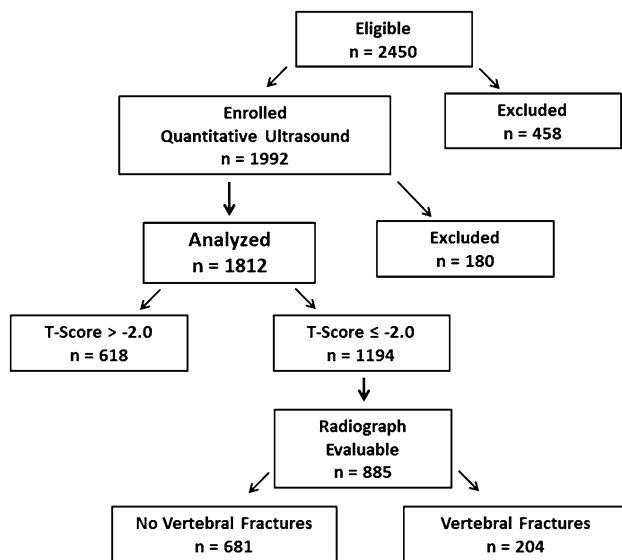 Eligible
n = 2450
Enrolled
Quantitative Ultrasound
n = 1992
Excluded
n = 458
Analyzed
n = 1812
Excluded
n = 180
T-Score > -2.0
n = 618
T-Score ≤ -2.0
n = 1194
Radiograph
Evaluable
n = 885
No Vertebral Fractures
n = 681
Vertebral Fractures
n = 204